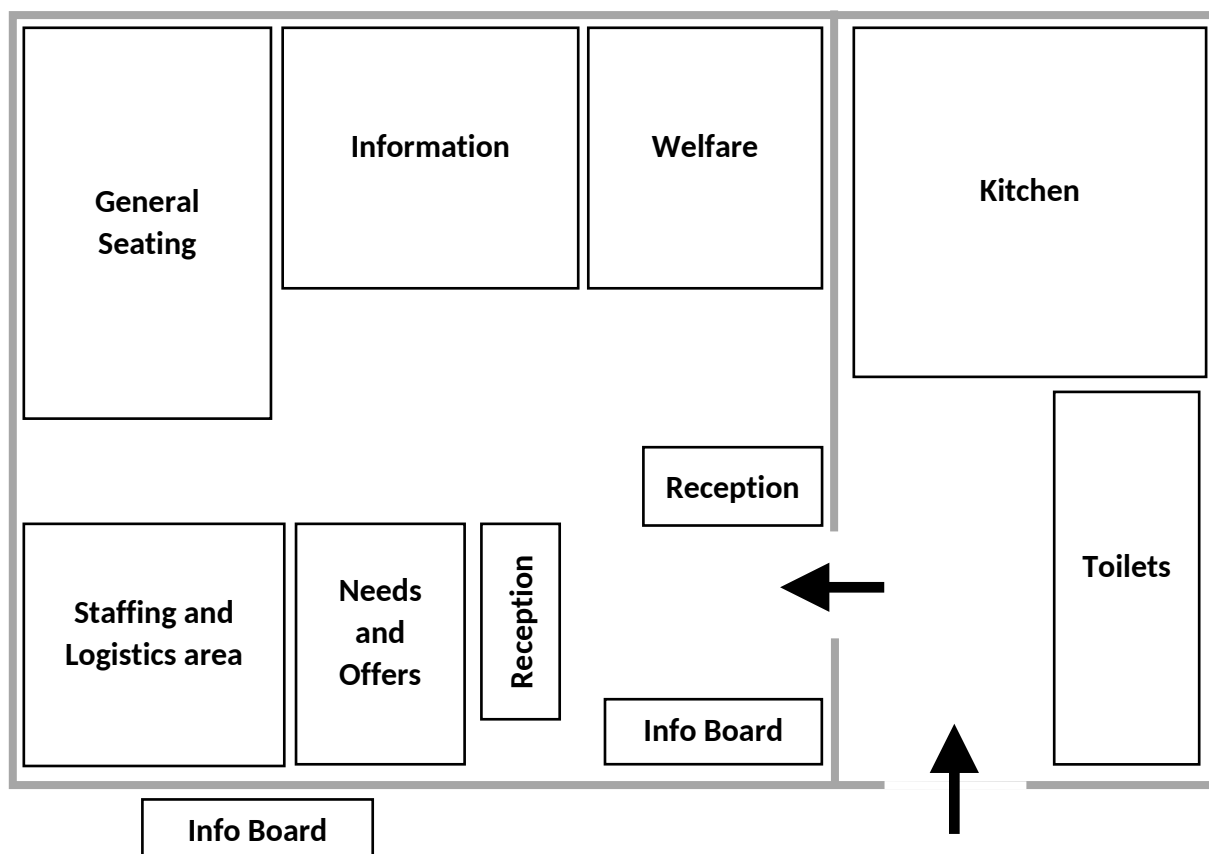 General
Seating
Information
Welfare
Kitchen
Reception
Toilets
Staffing and
Logistics area
Needs
and
Offers
Reception
Info Board
Info Board